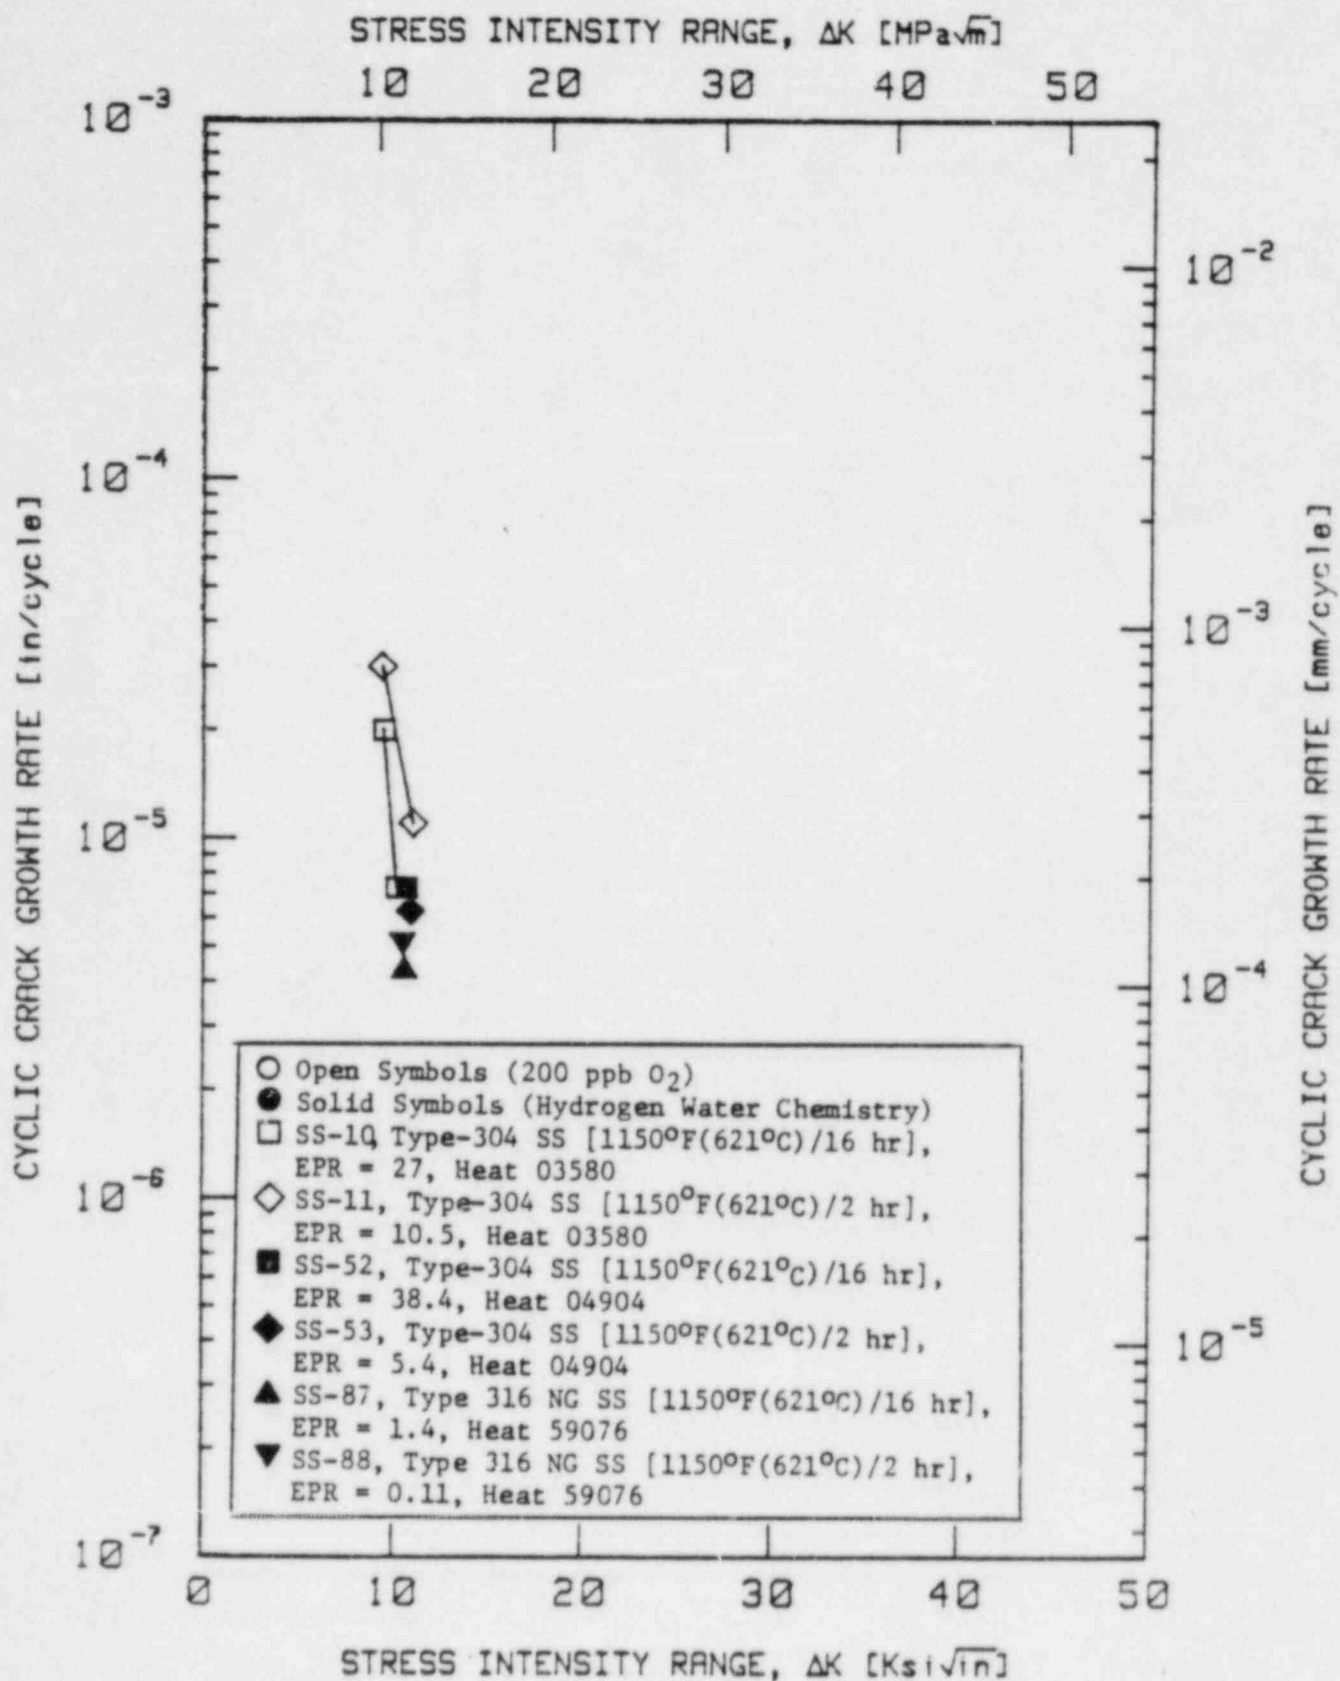 STRESS INTENSITY RANGE, ΔK [MPa√m]
10 20 30 40 50
10⁻³
10⁻²
10⁻⁴
10⁻³
10⁻⁵
10⁻⁴
10⁻⁶
10⁻⁵
10⁻⁷
CYCLIC CRACK GROWTH RATE [in/cycle]
CYCLIC CRACK GROWTH RATE [mm/cycle]
○ Open Symbols (200 ppb O₂)
● Solid Symbols (Hydrogen Water Chemistry)
□ SS-10, Type-304 SS [1150°F(621°C)/16 hr],
EPR = 27, Heat 03580
◇ SS-11, Type-304 SS [1150°F(621°C)/2 hr],
EPR = 10.5, Heat 03580
■ SS-52, Type-304 SS [1150°F(621°C)/16 hr],
EPR = 38.4, Heat 04904
◆ SS-53, Type-304 SS [1150°F(621°C)/2 hr],
EPR = 5.4, Heat 04904
▲ SS-87, Type 316 NG SS [1150°F(621°C)/16 hr],
EPR = 1.4, Heat 59076
▼ SS-88, Type 316 NG SS [1150°F(621°C)/2 hr],
EPR = 0.11, Heat 59076
0 10 20 30 40 50
STRESS INTENSITY RANGE, ΔK [Ksi√in]